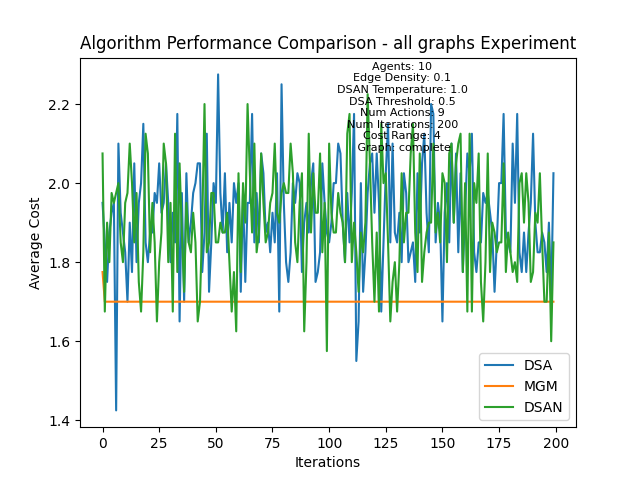 Algorithm Performance Comparison - all graphs Experiment
Agents: 10
Edge Density: 0.1
DSAN Temperature: 1.0
DSA Threshold: 0.5
Num Actions: 9
Num Iterations: 200
Cost Range: 4
Graph: complete
Average Cost
2.2
2.0
1.8
1.6
1.4
0 25 50 75 100 125 150 175 200
Iterations
DSA
MGM
DSAN